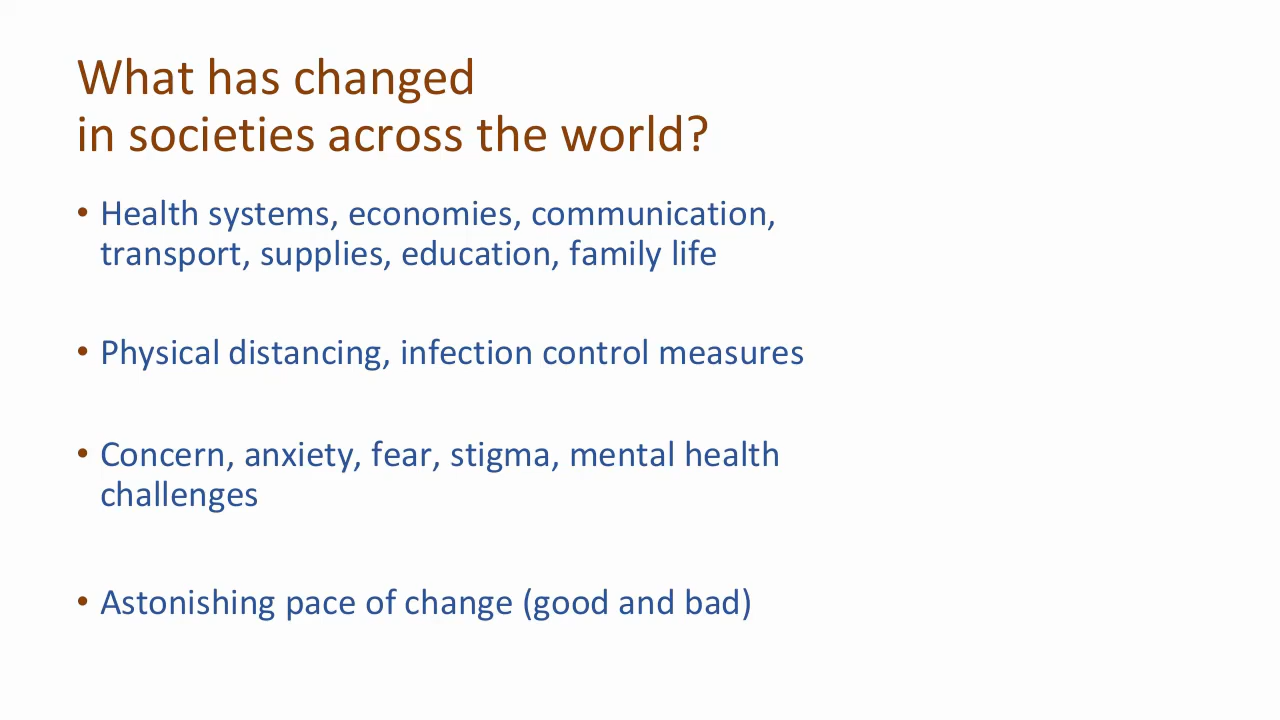 What has changed
in societies across the world?
• Health systems, economies, communication,
transport, supplies, education, family life
• Physical distancing, infection control measures
• Concern, anxiety, fear, stigma, mental health
challenges
• Astonishing pace of change (good and bad)